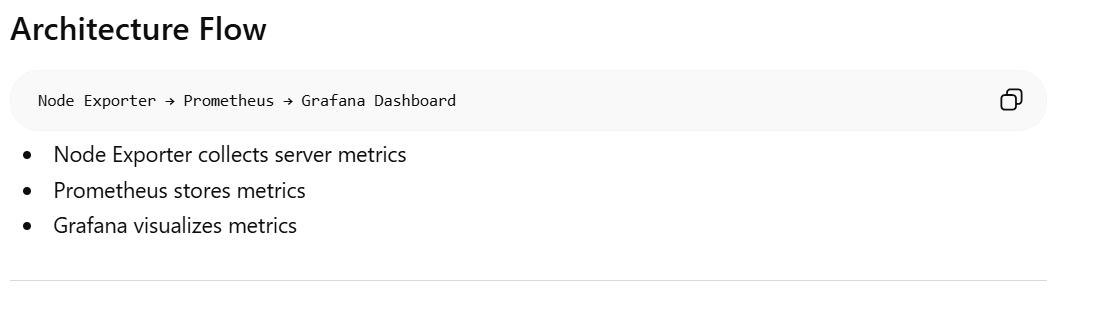 Architecture Flow
Node Exporter → Prometheus → Grafana Dashboard
• Node Exporter collects server metrics
• Prometheus stores metrics
• Grafana visualizes metrics